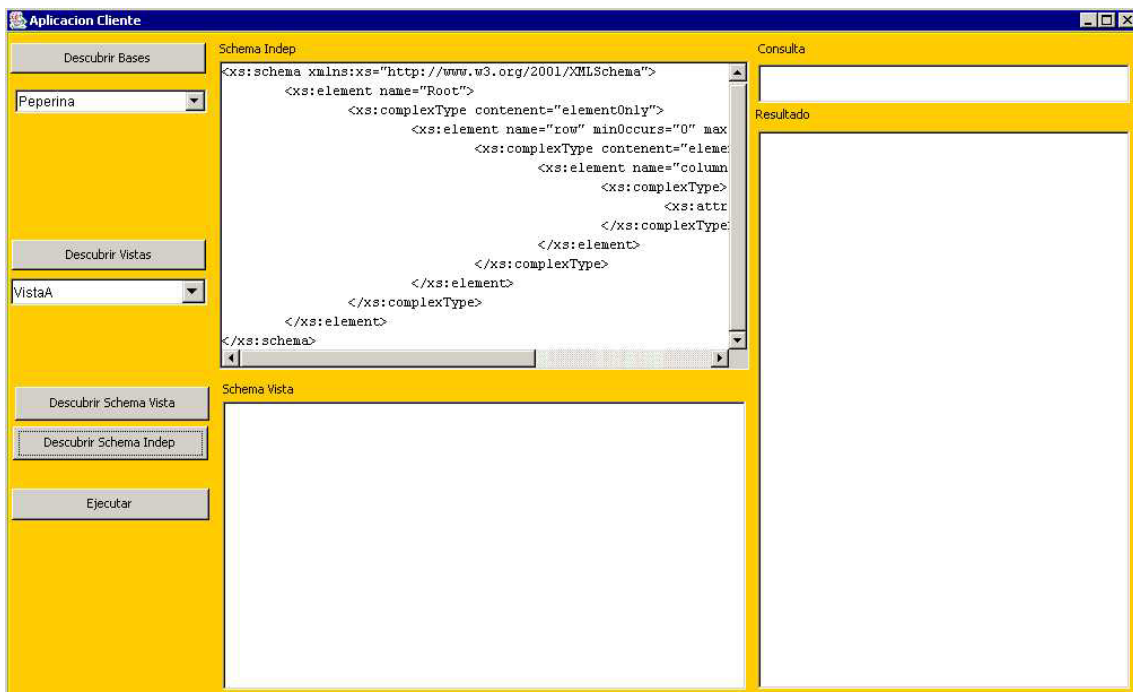 Aplicacion Cliente
Descubrir Bases
Peperina
Descubrir Vistas
VistaA
Descubrir Schema Vista
Descubrir Schema Indep
Ejecutar
Schema Indep
<xs:schema xmlns:xs="http://www.w3.org/2001/XMLSchema">
<xs:element name="Root">
<xs:complexType contenent="elementOnly">
<xs:element name="row" minOccurs="0" max
<xs:complexType contenent="eleme
<xs:element name="column
<xs:complexType>
<xs:attr
</xs:complexType
</xs:element>
</xs:complexType>
</xs:element>
</xs:complexType>
</xs:element>
</xs:schema>
Schema Vista
Consulta
Resultado